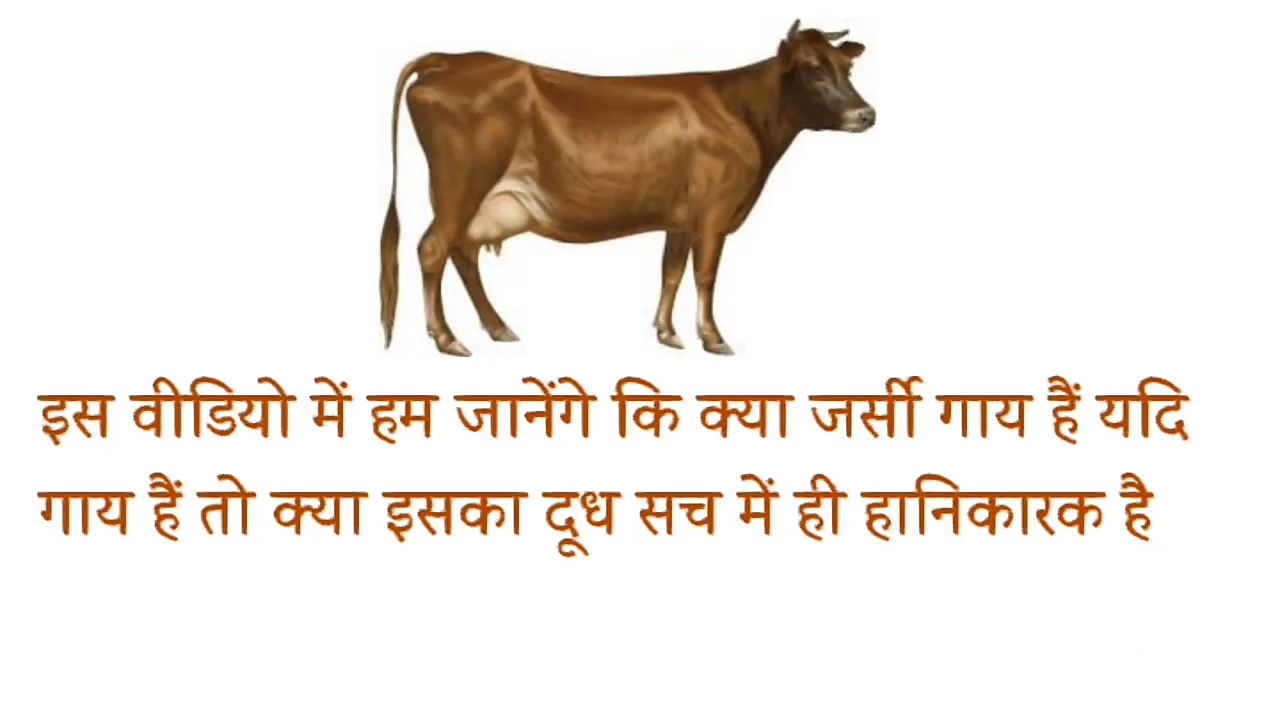 इस वीडियो में हम जानेंगे कि क्या जर्सी गाय हैं यदि
गाय हैं तो क्या इसका दूध सच में ही हानिकारक है